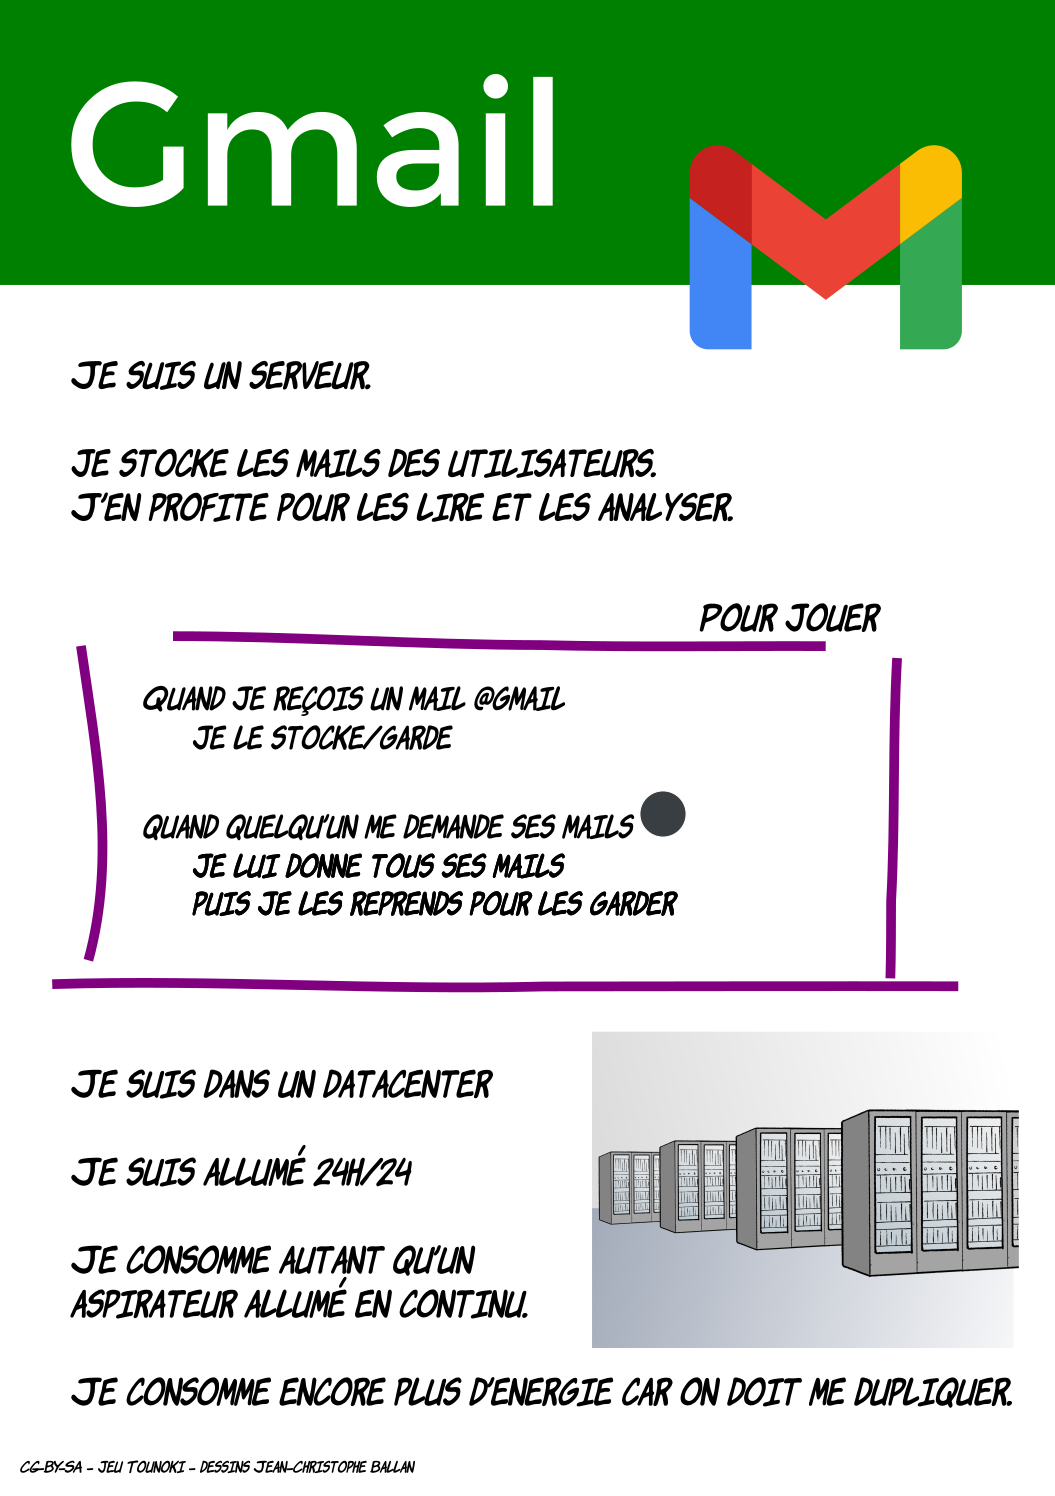 Gmail
JE SUIS UN SERVEUR.
JE STOCKE LES MAILS DES UTILISATEURS.
J'EN PROFITE POUR LES LIRE ET LES ANALYSER.
POUR JOUER
QUAND JE REÇOIS UN MAIL @GMAIL
JE LE STOCKE/GARDE
QUAND QUELQU'UN ME DEMANDE SES MAILS
JE LUI DONNE TOUS SES MAILS
PUIS JE LES REPRENDS POUR LES GARDER
JE SUIS DANS UN DATACENTER
JE SUIS ALLUMÉ 24H/24
JE CONSOMME AUTANT QU'UN
ASPIRATEUR ALLUMÉ EN CONTINU.
JE CONSOMME ENCORE PLUS D'ENERGIE CAR ON DOIT ME DUPLIQUER.
CG-BY-SA - JEU TOUNOKI - DESSINS JEAN-CHRISTOPHE BALLAN